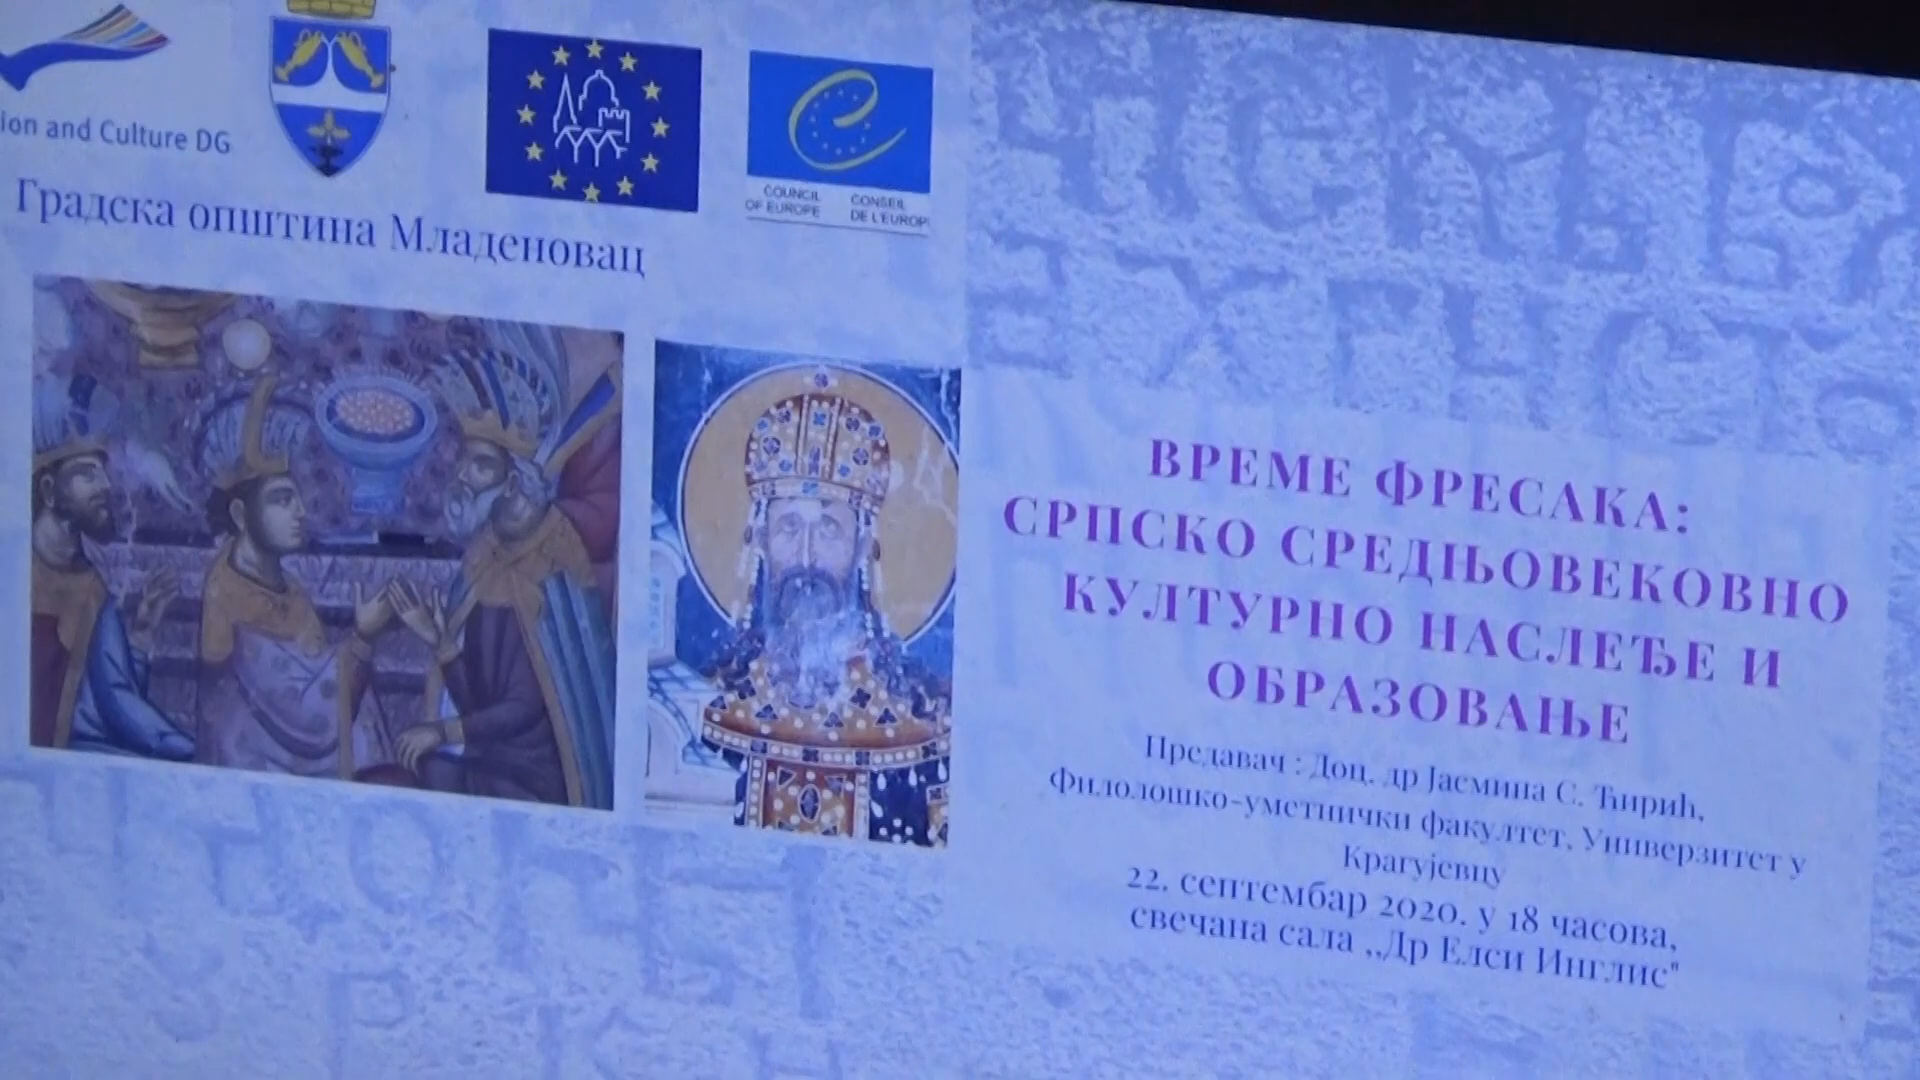 ion and Culture DG
COUNCIL OF EUROPE
CONSEIL DE L'EUROP
Градска општина Младеновац
ВРЕМЕ ФРЕСАКА:
СРПСКО СРЕДЊОВЕКОВНО
КУЛТУРНО НАСЛЕЂЕ И
ОБРАЗОВАЊЕ
Предавач : Доц. др Јасмина С. Ћирић,
филолошко-уметнички факултет, Универзитет у
Крагујевцу
22. септембар 2020. у 18 часова,
свечана сала ,,Др Елси Инглис"